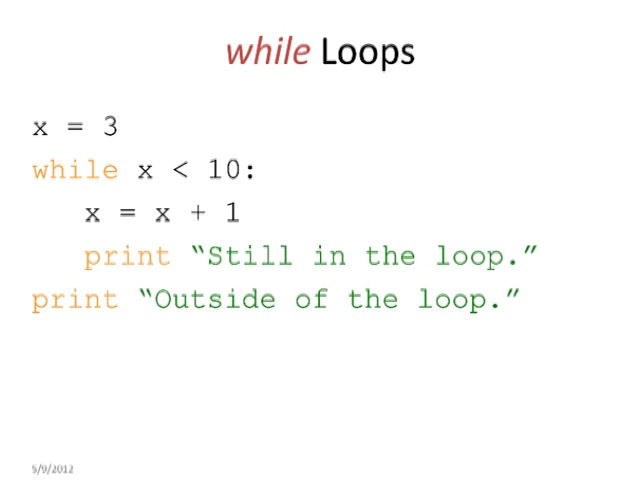 while Loops
x = 3
while x < 10:
x = x + 1
print “Still in the loop.”
print “Outside of the loop.”
5/9/2012